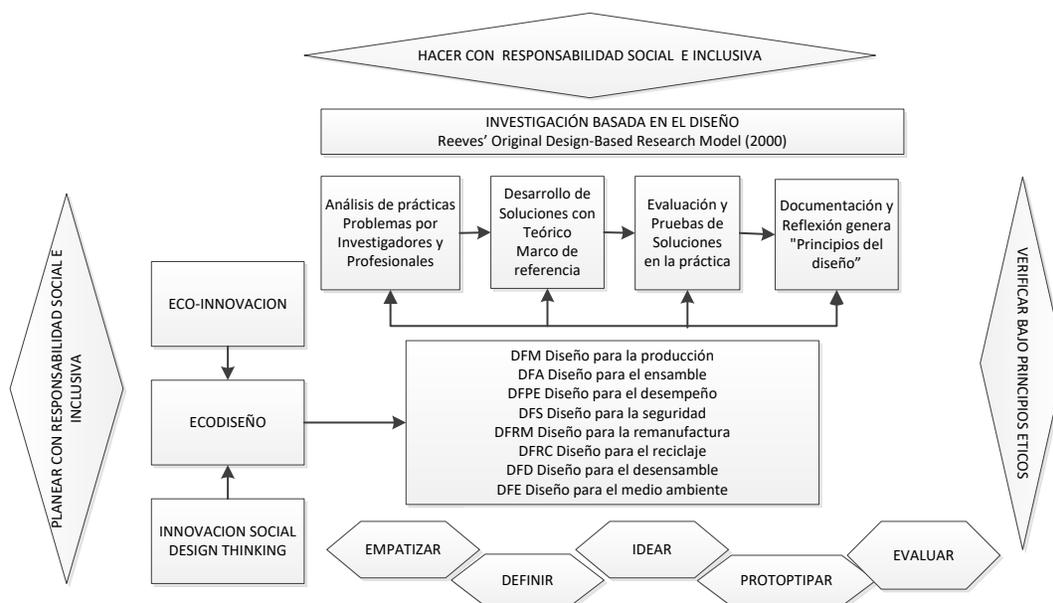 HACER CON  RESPONSABILIDAD SOCIAL  E INCLUSIVA
INVESTIGACIÓN BASADA EN EL DISEÑO
Reeves’ Original Design-Based Research Model (2000)
Análisis de prácticas
Problemas por
Investigadores y
Profesionales
Desarrollo de
Soluciones con
Teórico
Marco de
referencia
Evaluación y
Pruebas de
Soluciones
en la práctica
Documentación y
Reflexión genera
"Principios del
diseño”
PLANEAR CON RESPONSABILIDAD SOCIAL E
INCLUSIVA
ECO-INNOVACION
ECODISEÑO
INNOVACION SOCIAL
DESIGN THINKING
DFM Diseño para la producción
DFA Diseño para el ensamble
DFPE Diseño para el desempeño
DFS Diseño para la seguridad
DFRM Diseño para la remanufactura
DFRC Diseño para el reciclaje
DFD Diseño para el desensamble
DFE Diseño para el medio ambiente
VERIFICAR BAJO PRINCIPIOS ETICOS
EMPATIZAR
DEFINIR
IDEAR
PROTOPTIPAR
EVALUAR